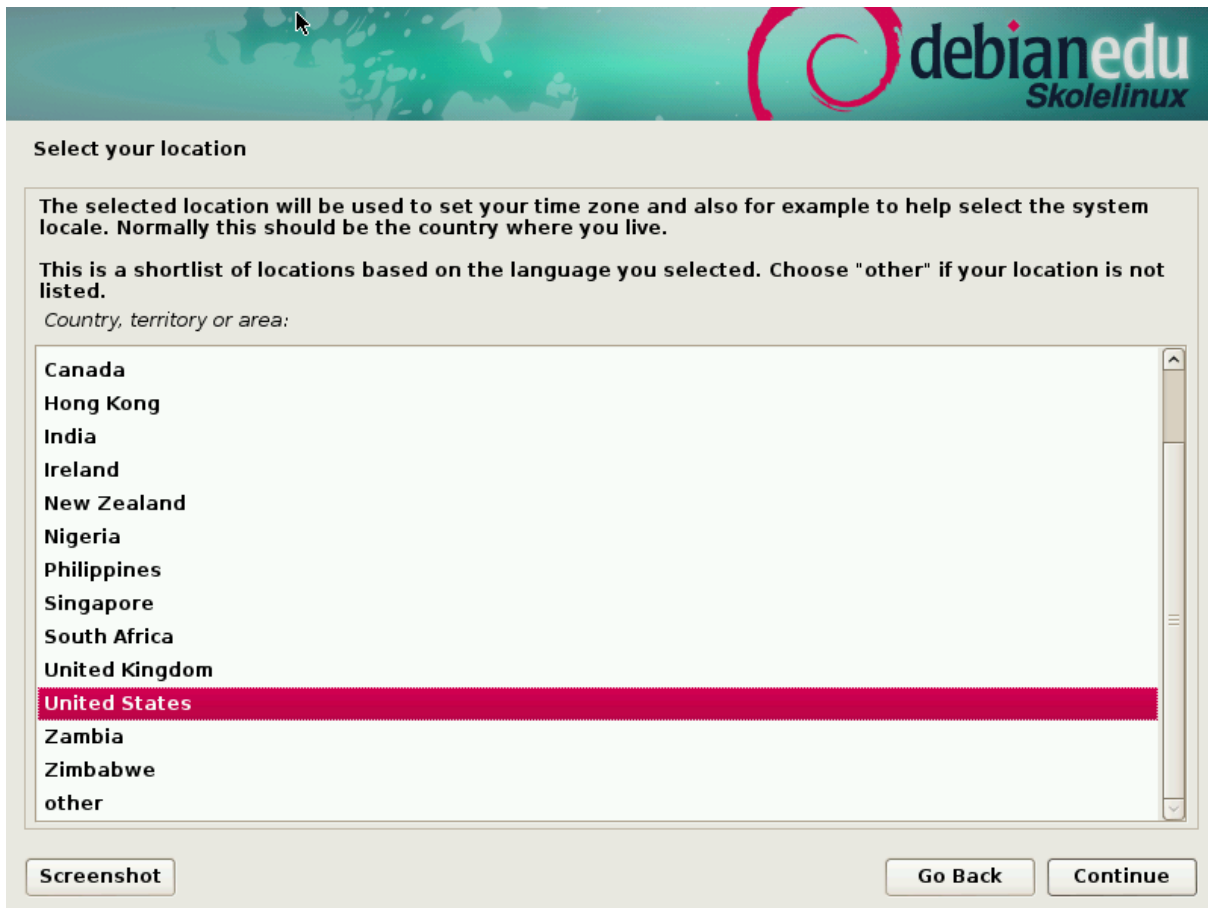 debianedu
Skolelinux
Select your location
The selected location will be used to set your time zone and also for example to help select the system
locale. Normally this should be the country where you live.
This is a shortlist of locations based on the language you selected. Choose "other" if your location is not
listed.
Country, territory or area:
Canada
Hong Kong
India
Ireland
New Zealand
Nigeria
Philippines
Singapore
South Africa
United Kingdom
United States
Zambia
Zimbabwe
other
Screenshot
Go Back
Continue